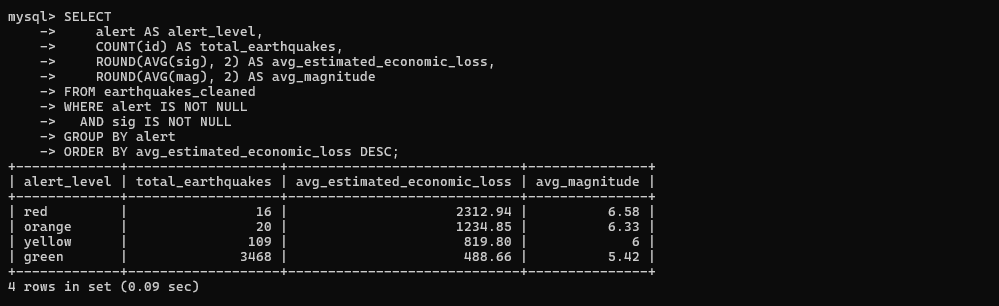 mysql> SELECT
    ->     alert AS alert_level,
    ->     COUNT(id) AS total_earthquakes,
    ->     ROUND(AVG(sig), 2) AS avg_estimated_economic_loss,
    ->     ROUND(AVG(mag), 2) AS avg_magnitude
    -> FROM earthquakes_cleaned
    -> WHERE alert IS NOT NULL
    ->   AND sig IS NOT NULL
    -> GROUP BY alert
    -> ORDER BY avg_estimated_economic_loss DESC;
+-------------+-------------------+-----------------------------+---------------+
| alert_level | total_earthquakes | avg_estimated_economic_loss | avg_magnitude |
+-------------+-------------------+-----------------------------+---------------+
| red         |                16 |                     2312.94 |          6.58 |
| orange      |                20 |                     1234.85 |          6.33 |
| yellow      |               109 |                      819.80 |             6 |
| green       |              3468 |                      488.66 |          5.42 |
+-------------+-------------------+-----------------------------+---------------+
4 rows in set (0.09 sec)